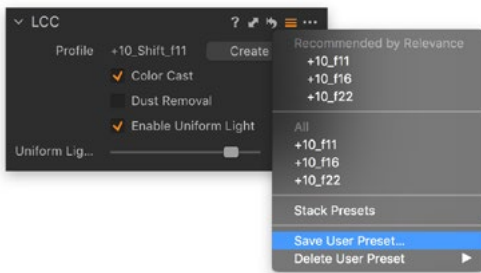 LCC
?
Profile +10_Shift_f11 Create
Color Cast
Dust Removal
Enable Uniform Light
Uniform Lig...
Recommended by Relevance
+10_f11
+10_f16
+10_f22
All
+10_f11
+10_f16
+10_f22
Stack Presets
Save User Preset...
Delete User Preset